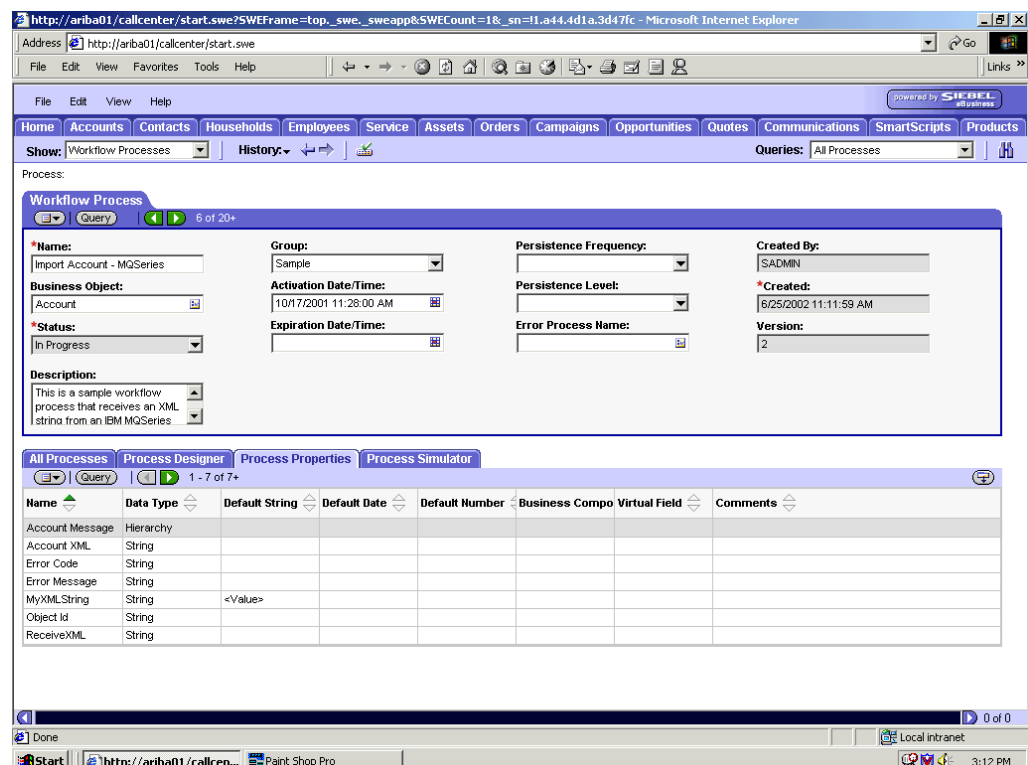 http://ariba01/callcenter/start.swe?SWEFrame=top._swe._sweapp&SWECount=1&_sn=!1.a44.4d1a.3d47fc - Microsoft Internet Explorer
Address http://ariba01/callcenter/start.swe Go
File Edit View Favorites Tools Help Links »
File Edit View Help powered by SIEBEL eBusiness
Home Accounts Contacts Households Employees Service Assets Orders Campaigns Opportunities Quotes Communications SmartScripts Products
Show: Workflow Processes History: Queries: All Processes
Process:
Workflow Process
Query 6 of 20+
*Name: Group: Persistence Frequency: Created By:
Import Account - MQSeries Sample SADMIN
Business Object: Activation Date/Time: Persistence Level: *Created:
Account 10/17/2001 11:28:00 AM 6/25/2002 11:11:59 AM
*Status: Expiration Date/Time: Error Process Name: Version:
In Progress 2
Description:
This is a sample workflow
process that receives an XML
string from an IBM MQSeries
All Processes Process Designer Process Properties Process Simulator
Query 1 - 7 of 7+
Name Data Type Default String Default Date Default Number Business Compo Virtual Field Comments
Account Message Hierarchy
Account XML String
Error Code String
Error Message String
MyXMLString String <Value>
Object Id String
ReceiveXML String
0 of 0
Done Local intranet
Start http://ariba01/callcen... Paint Shop Pro 3:12 PM